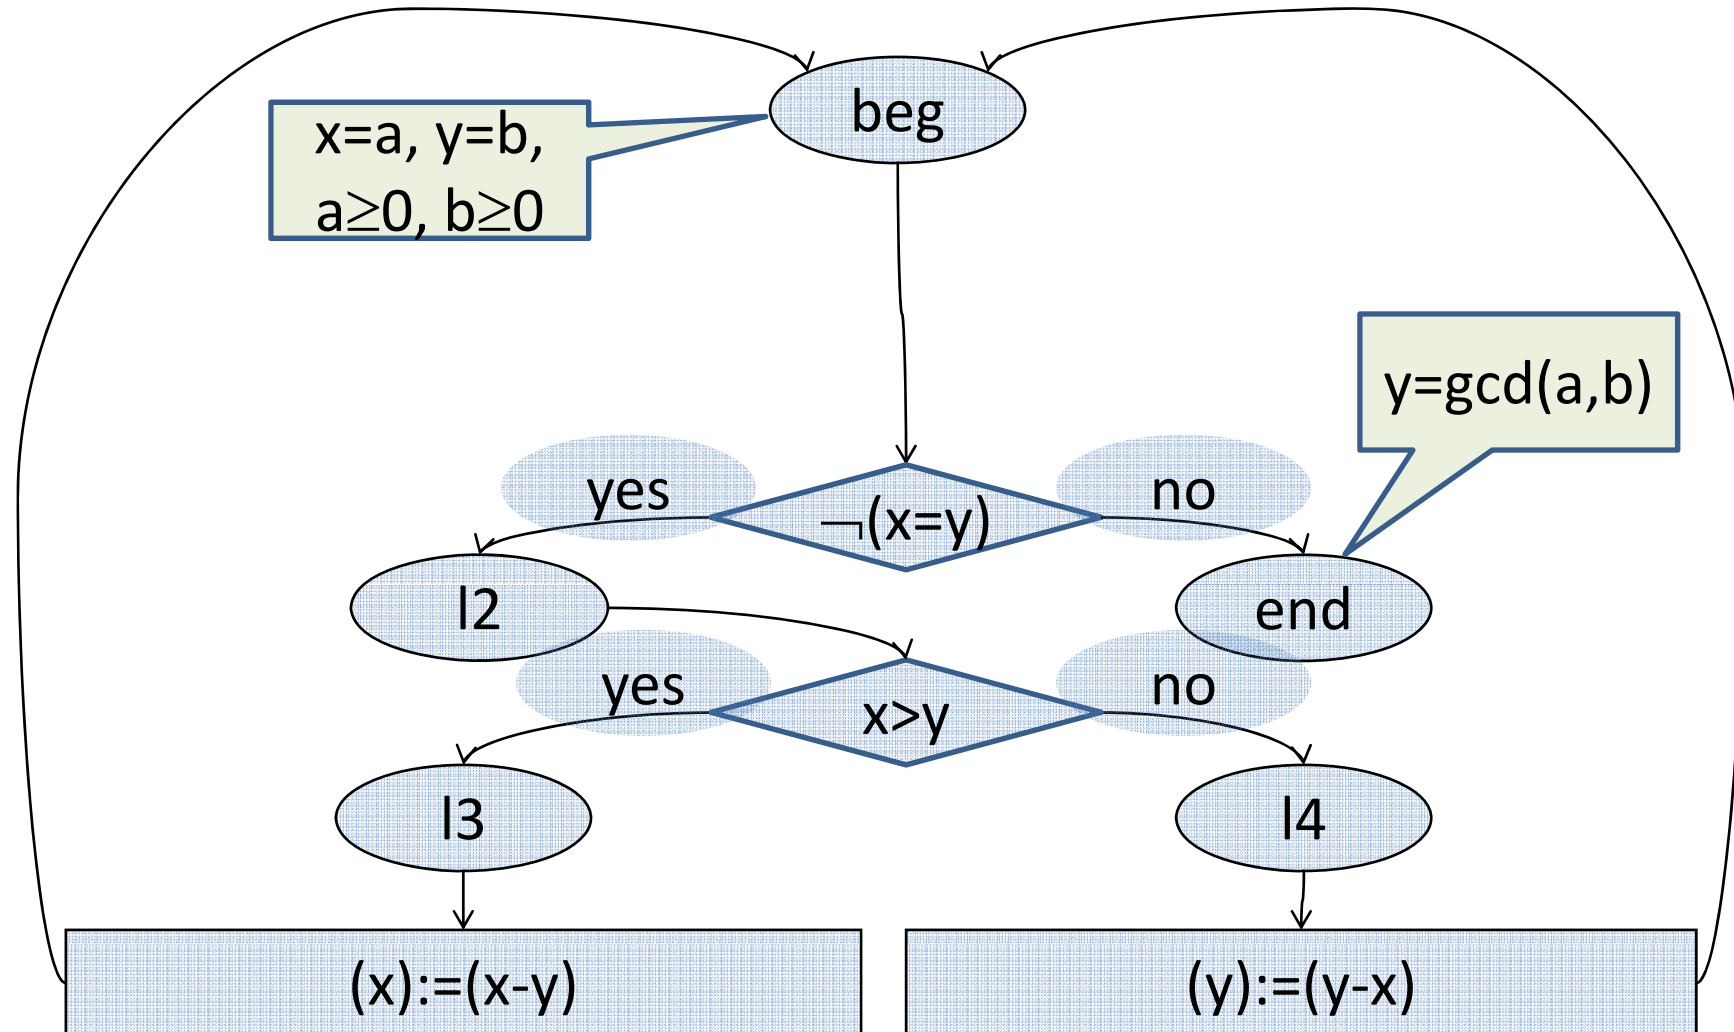 beg
x=a, y=b,
a≥0, b≥0
y=gcd(a,b)
yes
¬(x=y)
no
l2
end
yes
x>y
no
l3
l4
(x):=(x-y)
(y):=(y-x)